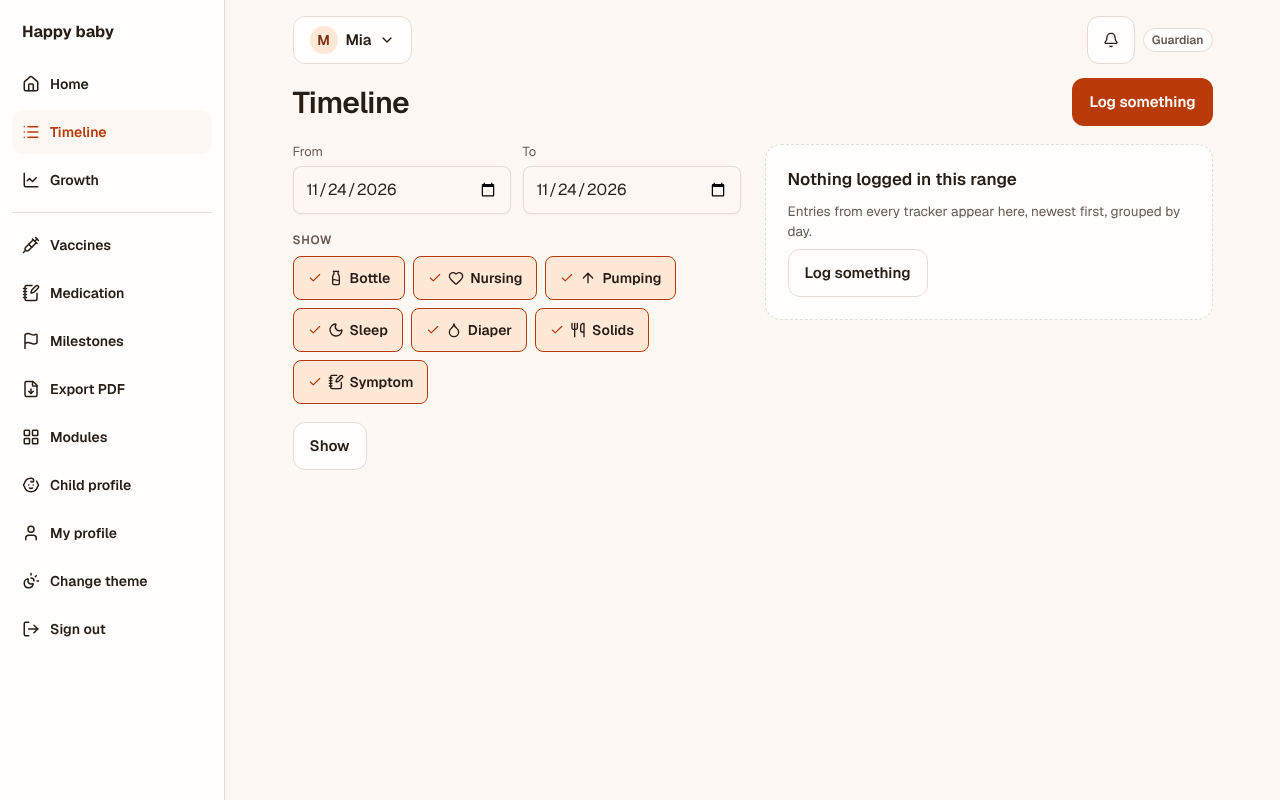 Happy baby
Home
Timeline
Growth
Vaccines
Medication
Milestones
Export PDF
Modules
Child profile
My profile
Change theme
Sign out
M Mia
Guardian
Timeline
Log something
From
To
11/24/2026
11/24/2026
SHOW
Bottle
Nursing
Pumping
Sleep
Diaper
Solids
Symptom
Show
Nothing logged in this range
Entries from every tracker appear here, newest first, grouped by
day.
Log something